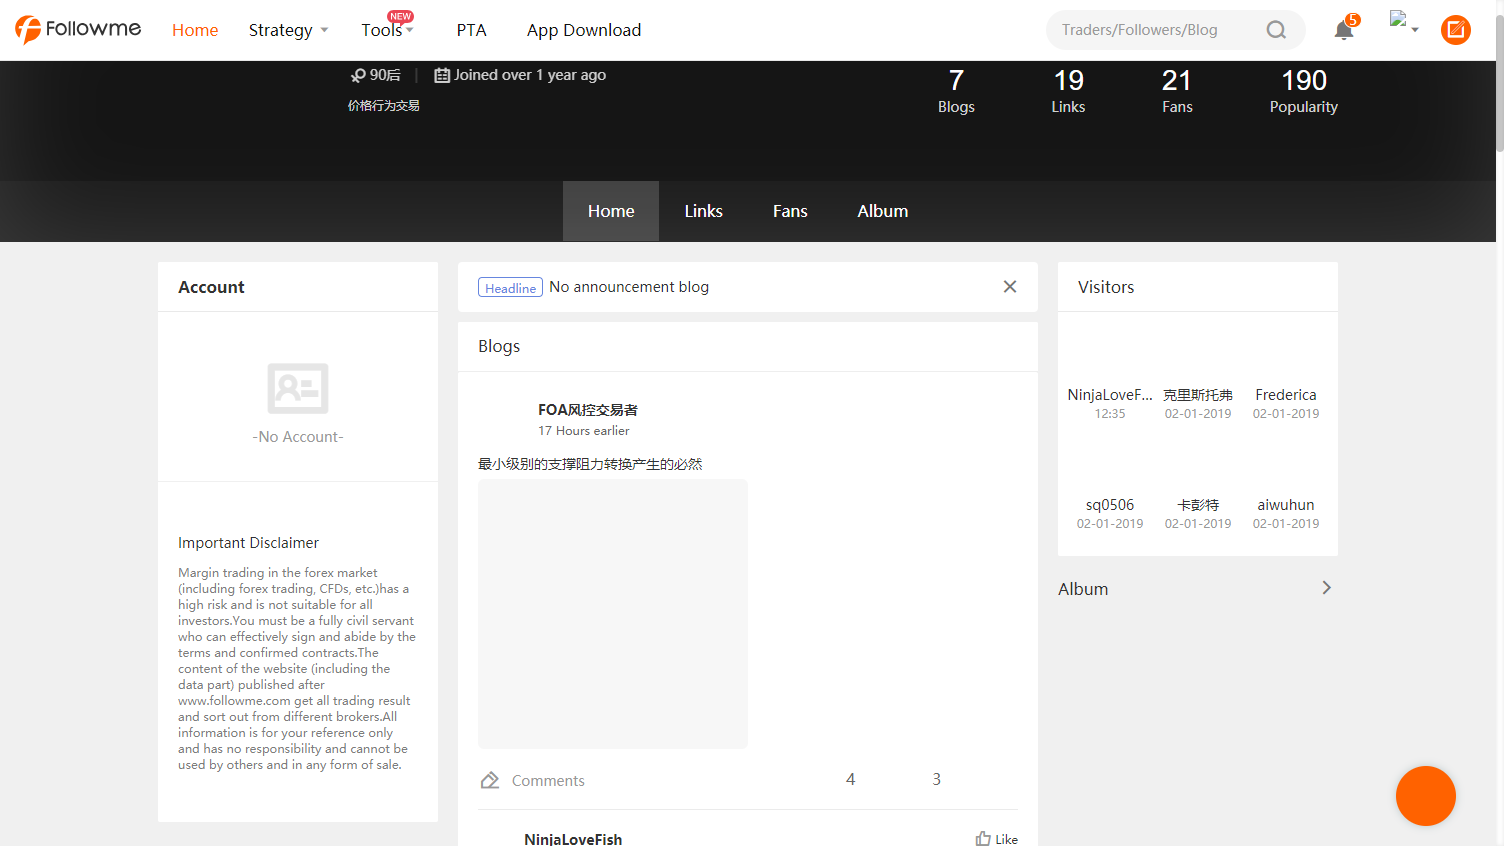 Followme Home Strategy Tools NEW PTA App Download Traders/Followers/Blog 5
90后 Joined over 1 year ago
价格行为交易
7 19 21 190
Blogs Links Fans Popularity
Home Links Fans Album
Account
-No Account-
Important Disclaimer
Margin trading in the forex market
(including forex trading, CFDs, etc.)has a
high risk and is not suitable for all
investors.You must be a fully civil servant
who can effectively sign and abide by the
terms and confirmed contracts.The
content of the website (including the
data part) published after
www.followme.com get all trading result
and sort out from different brokers.All
information is for your reference only
and has no responsibility and cannot be
used by others and in any form of sale.
Headline No announcement blog
Blogs
FOA风控交易者
17 Hours earlier
最小级别的支撑阻力转换产生的必然
Comments 4 3
NinjaLoveFish Like
Visitors
NinjaLoveF... 克里斯托弗 Frederica
12:35 02-01-2019 02-01-2019
sq0506 卡彭特 aiwuhun
02-01-2019 02-01-2019 02-01-2019
Album